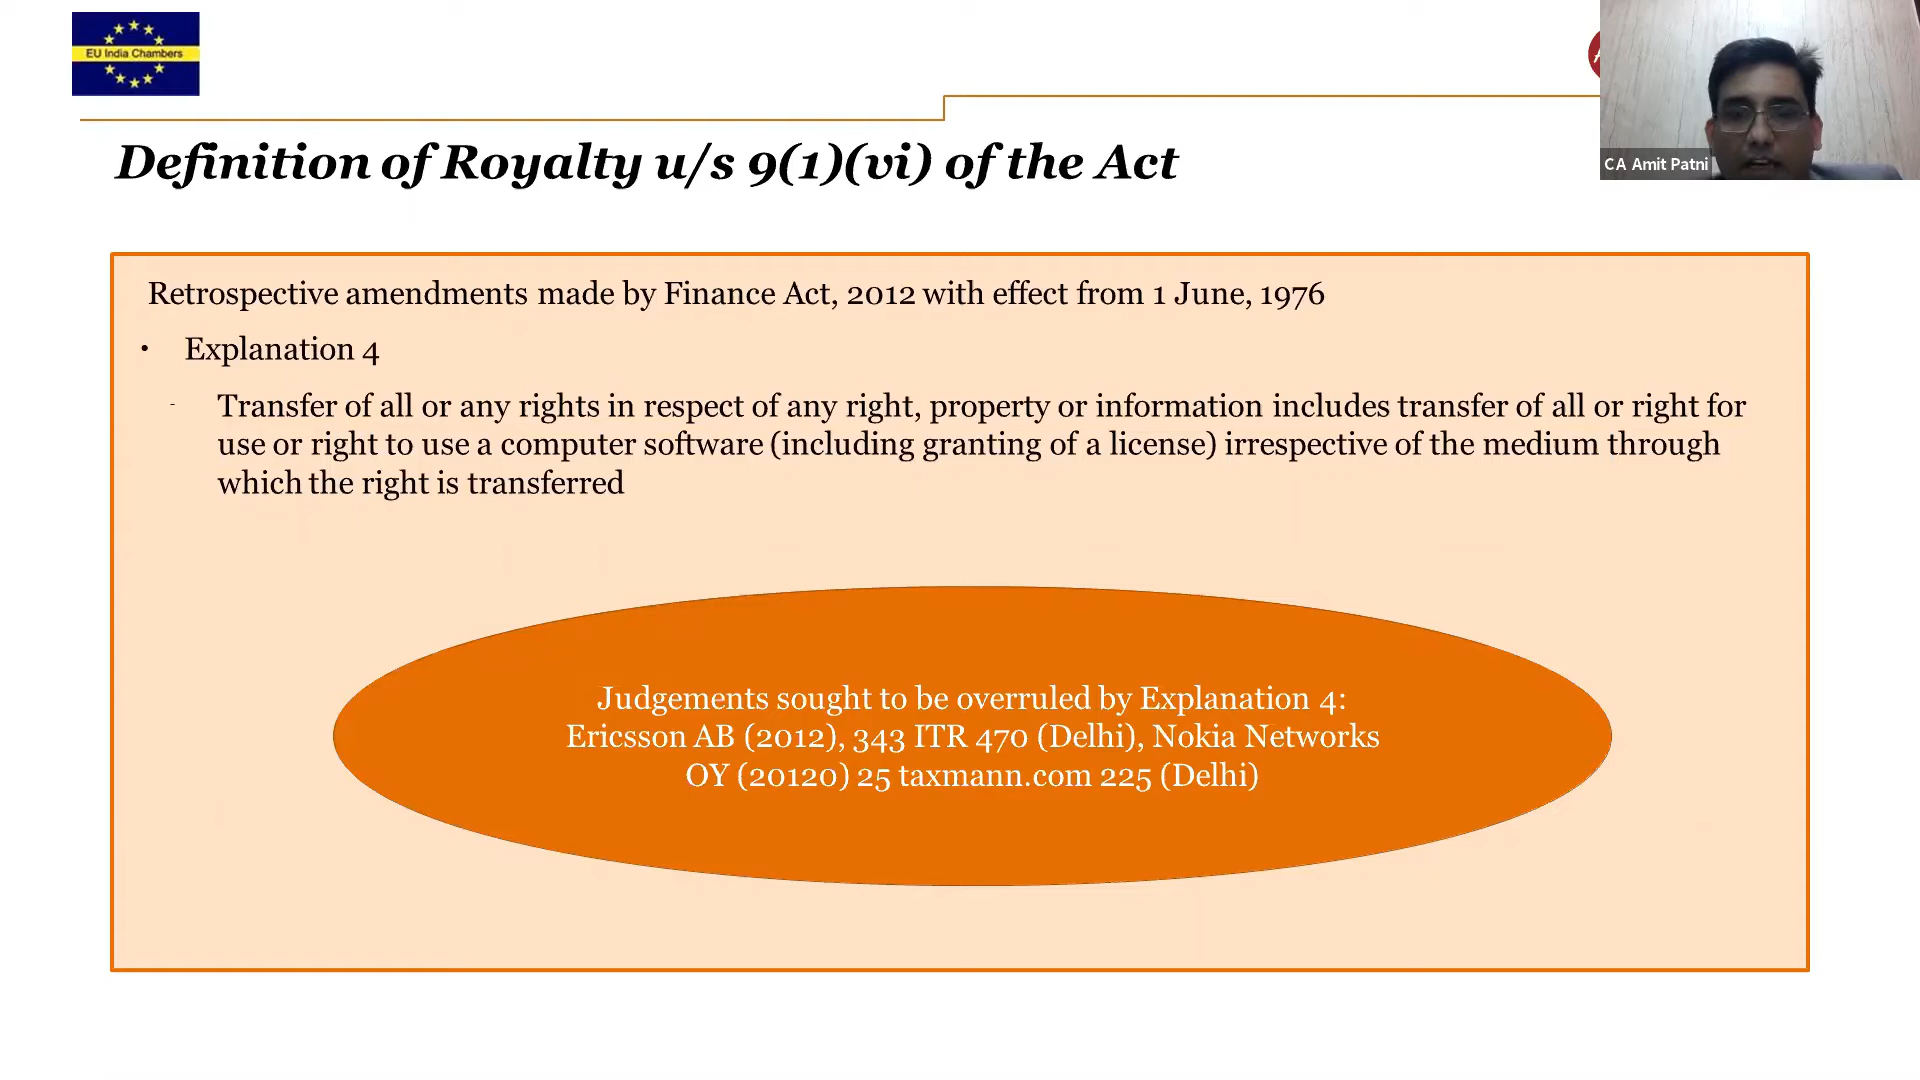 EU India Chambers
CA Amit Patni
Definition of Royalty u/s 9(1)(vi) of the Act
Retrospective amendments made by Finance Act, 2012 with effect from 1 June, 1976
• Explanation 4
- Transfer of all or any rights in respect of any right, property or information includes transfer of all or right for
use or right to use a computer software (including granting of a license) irrespective of the medium through
which the right is transferred
Judgements sought to be overruled by Explanation 4:
Ericsson AB (2012), 343 ITR 470 (Delhi), Nokia Networks
OY (20120) 25 taxmann.com 225 (Delhi)